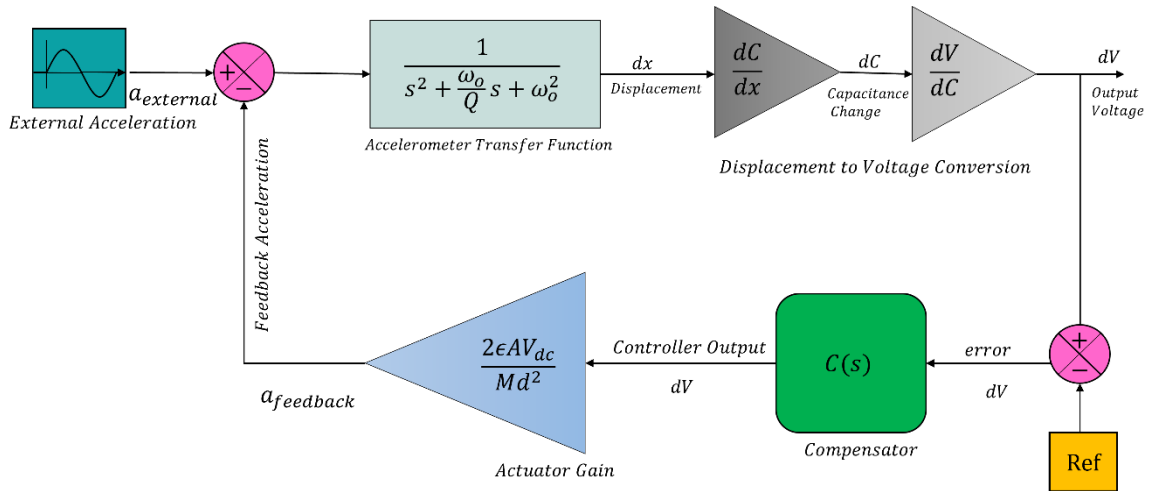 a_external
External Acceleration
+
−
1
s² + ω_o/Q s + ω_o²
Accelerometer Transfer Function
dx
Displacement
dC
dx
dC
Capacitance
Change
dV
dC
dV
Output
Voltage
Displacement to Voltage Conversion
Feedback Acceleration
a_feedback
2ϵAV_dc
Md²
Actuator Gain
Controller Output
dV
C(s)
Compensator
error
dV
+
−
Ref